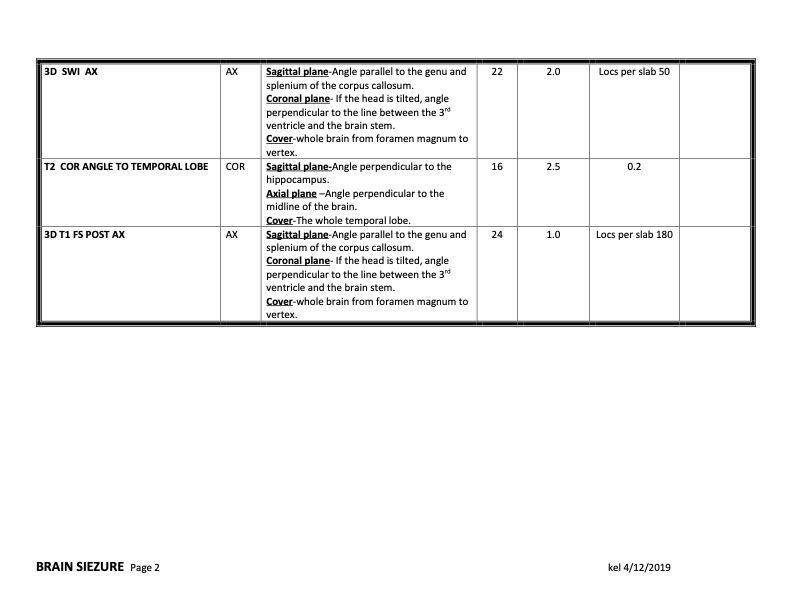 3D  SWI  AX AX Sagittal plane-Angle parallel to the genu and 22 2.0 Locs per slab 50
splenium of the corpus callosum.
Coronal plane- If the head is tilted, angle
perpendicular to the line between the 3rd
ventricle and the brain stem.
Cover-whole brain from foramen magnum to
vertex.
T2  COR ANGLE TO TEMPORAL LOBE COR Sagittal plane-Angle perpendicular to the 16 2.5 0.2
hippocampus.
Axial plane –Angle perpendicular to the
midline of the brain.
Cover-The whole temporal lobe.
3D T1 FS POST AX AX Sagittal plane-Angle parallel to the genu and 24 1.0 Locs per slab 180
splenium of the corpus callosum.
Coronal plane- If the head is tilted, angle
perpendicular to the line between the 3rd
ventricle and the brain stem.
Cover-whole brain from foramen magnum to
vertex.
BRAIN SIEZURE  Page 2 kel 4/12/2019